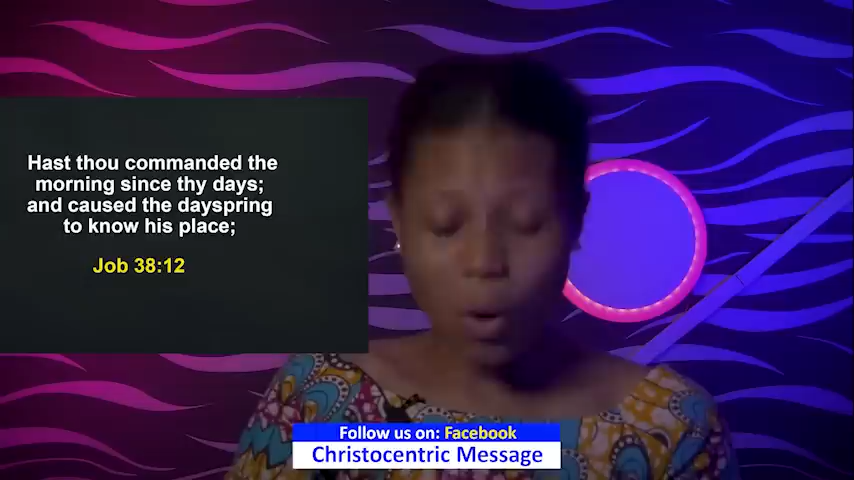 Hast thou commanded the
morning since thy days;
and caused the dayspring
to know his place;
Job 38:12
Follow us on: Facebook
Christocentric Message